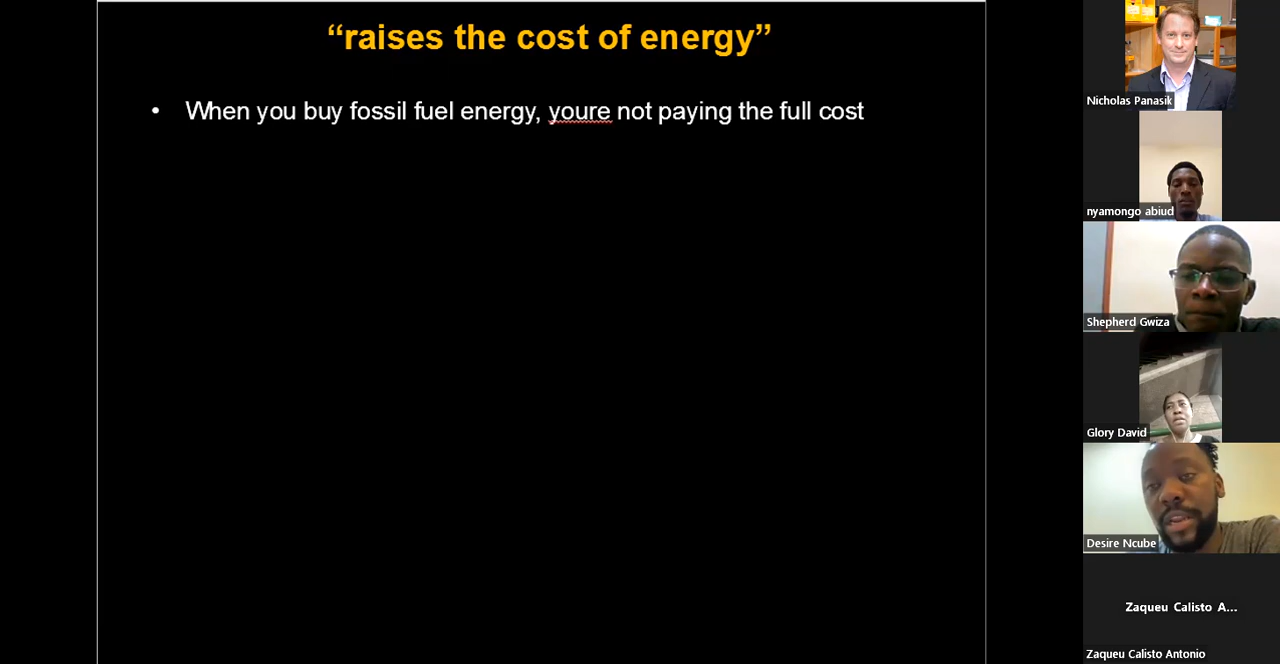 “raises the cost of energy”
• When you buy fossil fuel energy, youre not paying the full cost
Nicholas Panasik
nyamongo abiud
Shepherd Gwiza
Glory David
Desire Ncube
Zaqueu Calisto A...
Zaqueu Calisto Antonio